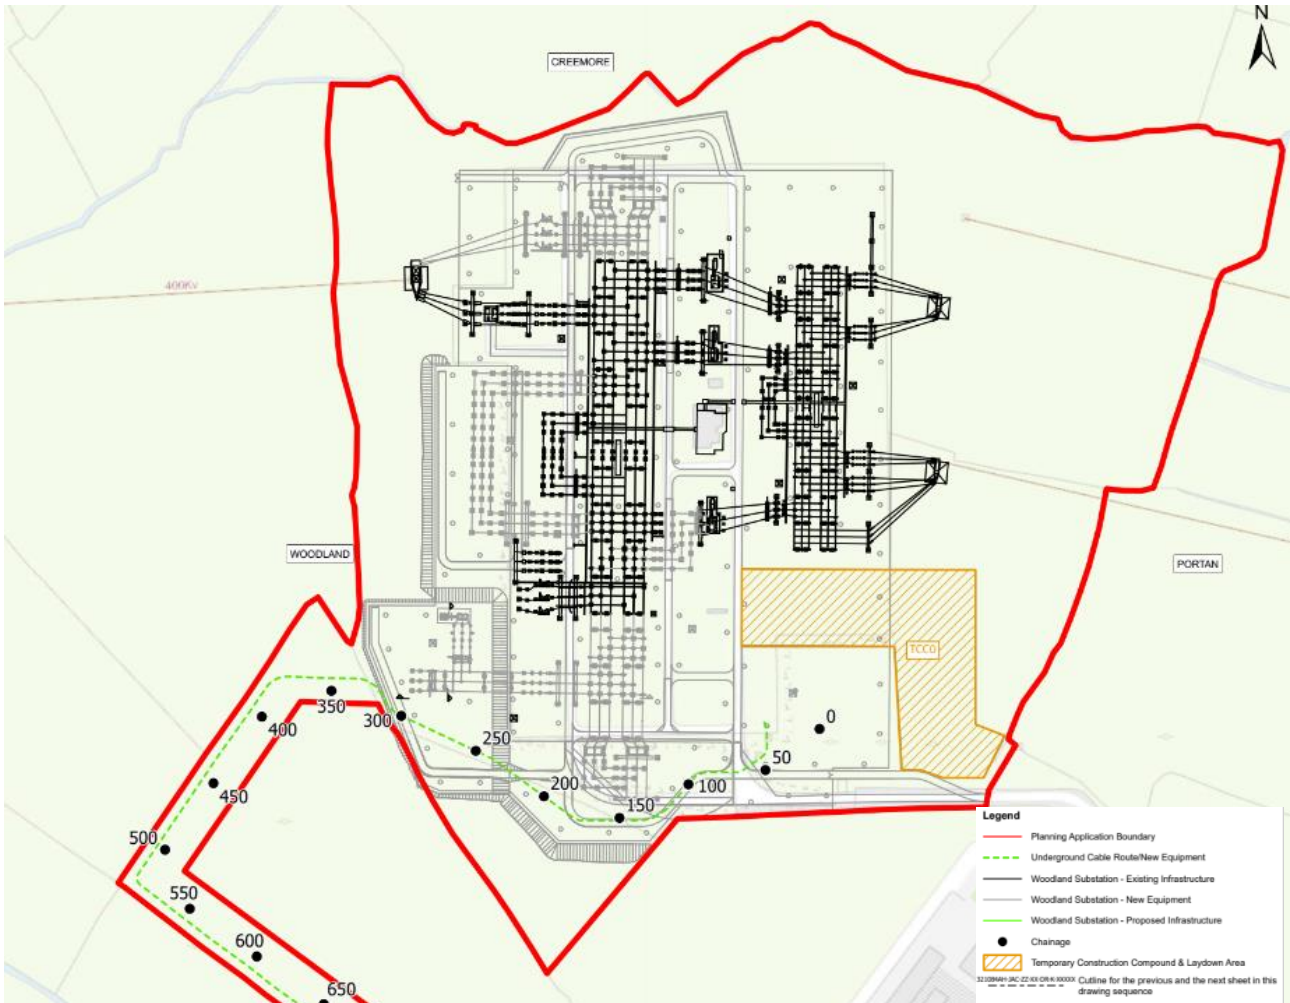 N
CREEMORE
400Kv
WOODLAND
PORTAN
TCC0
0
50
100
150
200
250
300
350
400
450
500
550
600
650
Legend
Planning Application Boundary
Underground Cable Route/New Equipment
Woodland Substation - Existing Infrastructure
Woodland Substation - New Equipment
Woodland Substation - Proposed Infrastructure
Chainage
Temporary Construction Compound & Laydown Area
Cutline for the previous and the next sheet in this
drawing sequence